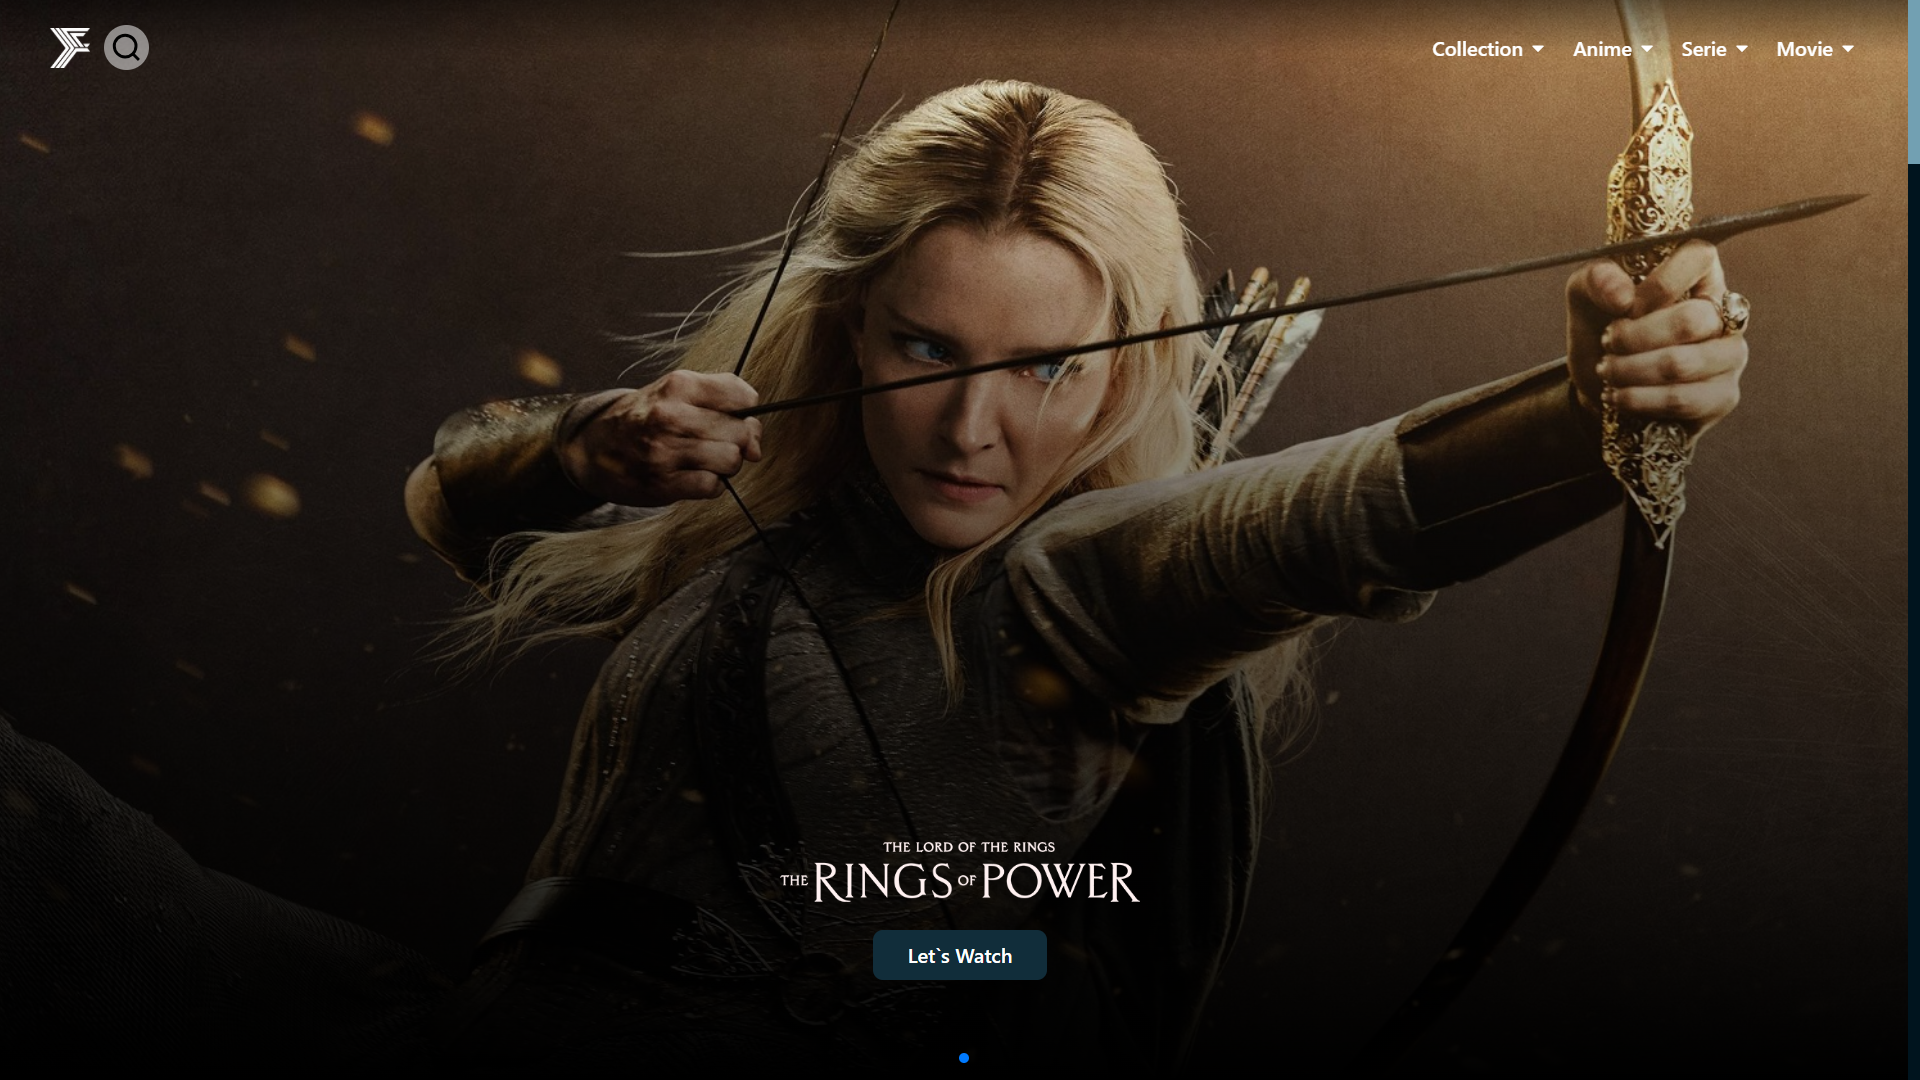 Collection
Anime
Serie
Movie
THE LORD OF THE RINGS
THE RINGS OF POWER
Let`s Watch